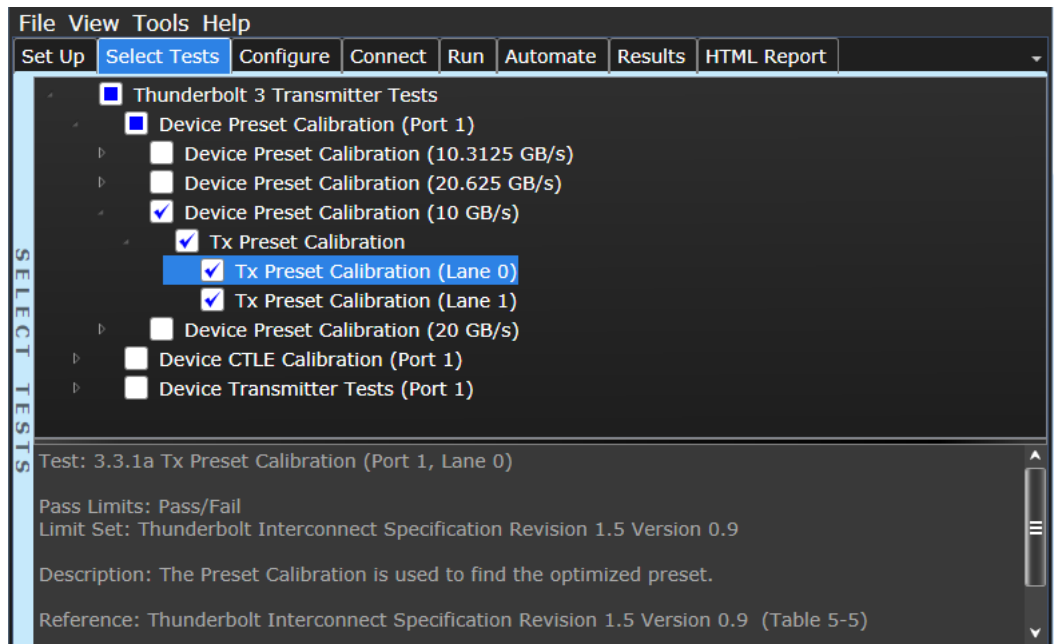 File View Tools Help
Set Up Select Tests Configure Connect Run Automate Results HTML Report
Thunderbolt 3 Transmitter Tests
Device Preset Calibration (Port 1)
Device Preset Calibration (10.3125 GB/s)
Device Preset Calibration (20.625 GB/s)
Device Preset Calibration (10 GB/s)
Tx Preset Calibration
Tx Preset Calibration (Lane 0)
Tx Preset Calibration (Lane 1)
Device Preset Calibration (20 GB/s)
Device CTLE Calibration (Port 1)
Device Transmitter Tests (Port 1)
SELECT TESTS
Test: 3.3.1a Tx Preset Calibration (Port 1, Lane 0)
Pass Limits: Pass/Fail
Limit Set: Thunderbolt Interconnect Specification Revision 1.5 Version 0.9
Description: The Preset Calibration is used to find the optimized preset.
Reference: Thunderbolt Interconnect Specification Revision 1.5 Version 0.9 (Table 5-5)